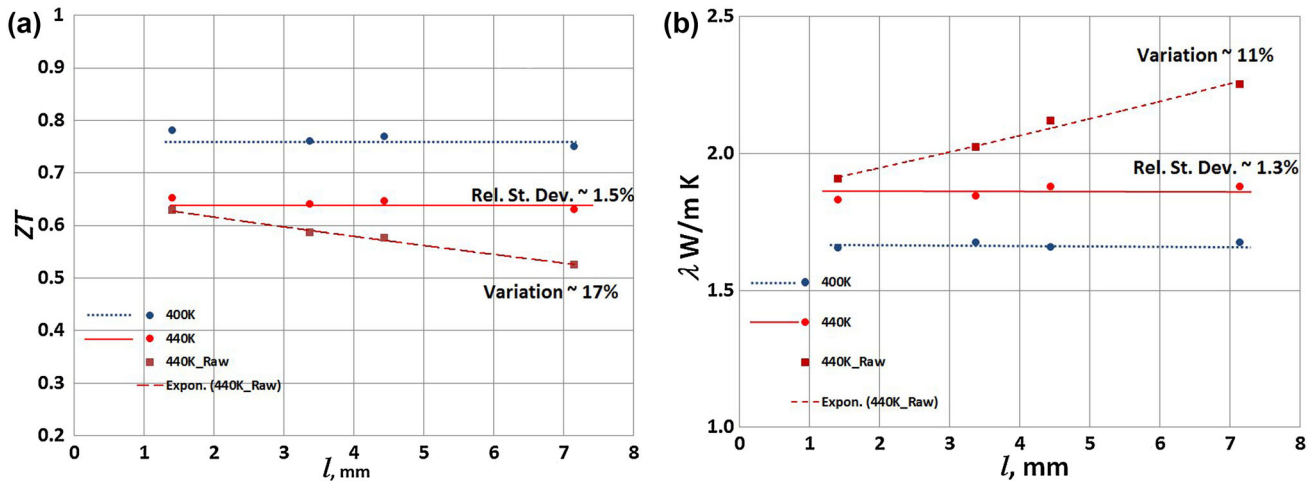 (a)
1
0.9
0.8
0.7
0.6
0.5
0.4
0.3
0.2
ZT
Rel. St. Dev. ~ 1.5%
Variation ~ 17%
400K
440K
440K_Raw
Expon. (440K_Raw)
0 1 2 3 4 5 6 7 8
l, mm
(b)
2.5
2.0
1.5
1.0
λ W/m K
Variation ~ 11%
Rel. St. Dev. ~ 1.3%
400K
440K
440K_Raw
Expon. (440K_Raw)
0 1 2 3 4 5 6 7 8
l, mm